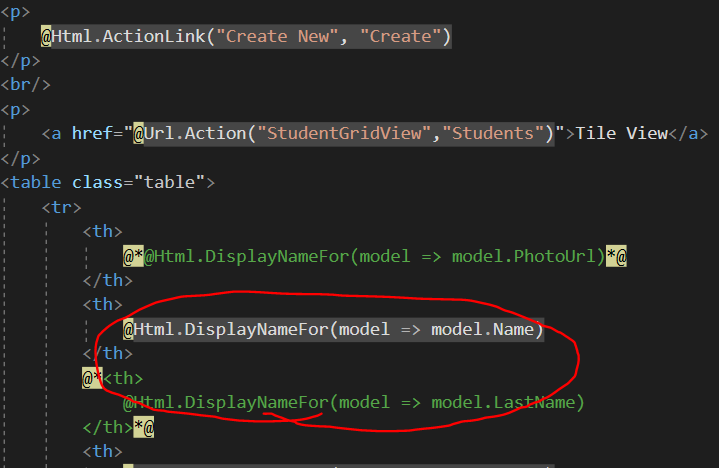 <p>
@Html.ActionLink("Create New", "Create")
</p>
<br/>
<p>
<a href="@Url.Action("StudentGridView","Students")">Tile View</a>
</p>
<table class="table">
<tr>
<th>
@*@Html.DisplayNameFor(model => model.PhotoUrl)*@
</th>
<th>
@Html.DisplayNameFor(model => model.Name)
</th>
@*<th>
@Html.DisplayNameFor(model => model.LastName)
</th>*@
<th>